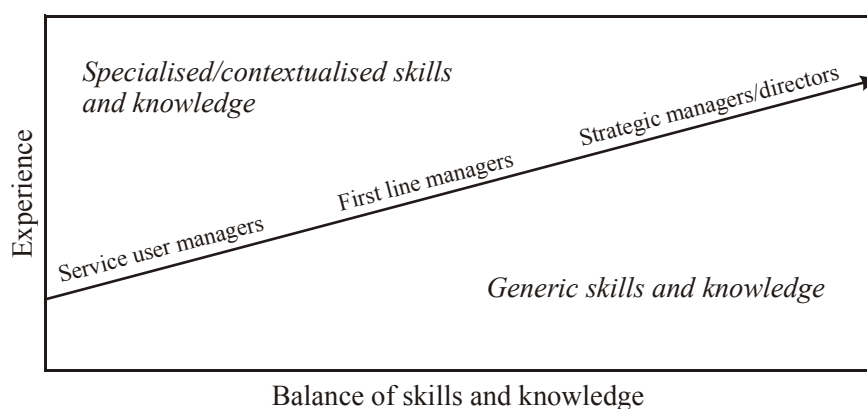 Specialised/contextualised skills
and knowledge
Strategic managers/directors
First line managers
Service user managers
Experience
Generic skills and knowledge
Balance of skills and knowledge